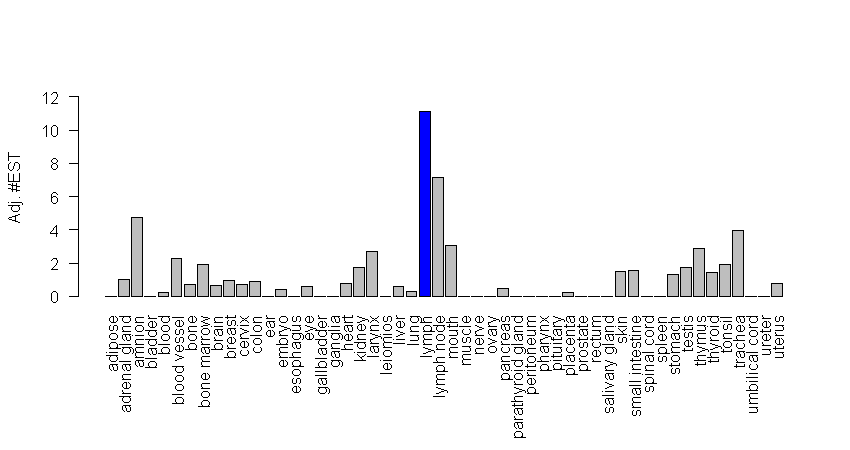 Adj. #EST
12
10
8
6
4
2
0
adipose
adrenal gland
amnion
bladder
blood
blood vessel
bone
bone marrow
brain
breast
cervix
colon
ear
embryo
esophagus
eye
gallbladder
ganglia
heart
kidney
larynx
leiomios
liver
lung
lymph
lymph node
mouth
muscle
nerve
ovary
pancreas
parathyroid gland
peritoneum
pharynx
pituitary
placenta
prostate
rectum
salivary gland
skin
small intestine
spinal cord
spleen
stomach
testis
thymus
thyroid
tonsil
trachea
umbilical cord
ureter
uterus